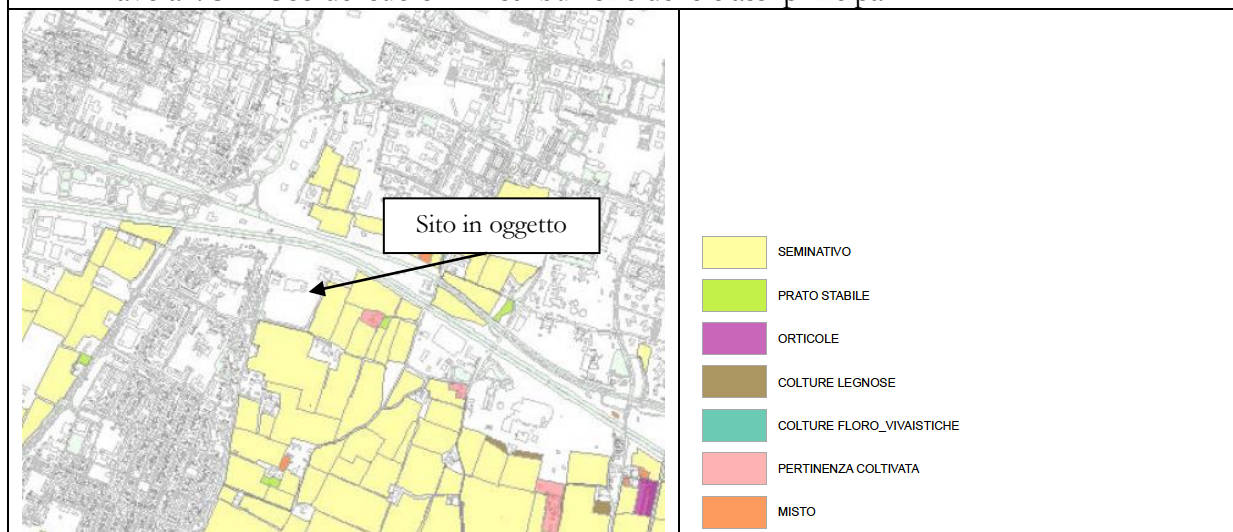 Sito in oggetto
SEMINATIVO
PRATO STABILE
ORTICOLE
COLTURE LEGNOSE
COLTURE FLORO_VIVAISTICHE
PERTINENZA COLTIVATA
MISTO